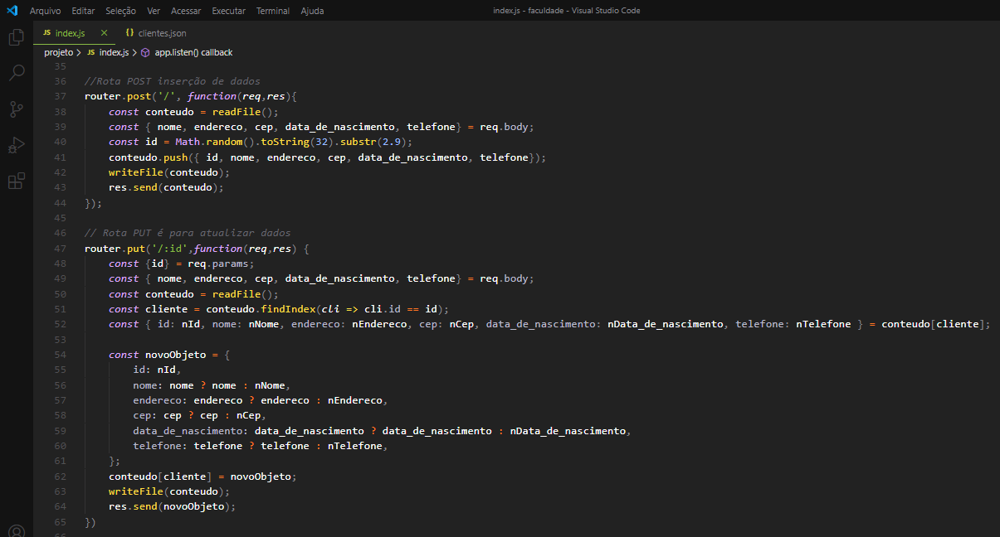 Arquivo Editar Seleção Ver Acessar Executar Terminal Ajuda index.js - faculdade - Visual Studio Code
JS index.js × {} clientes.json
projeto > JS index.js > app.listen() callback
35
36 //Rota POST inserção de dados
37 router.post('/', function(req,res){
38 const conteudo = readFile();
39 const { nome, endereco, cep, data_de_nascimento, telefone} = req.body;
40 const id = Math.random().toString(32).substr(2.9);
41 conteudo.push({ id, nome, endereco, cep, data_de_nascimento, telefone});
42 writeFile(conteudo);
43 res.send(conteudo);
44 });
45
46 // Rota PUT é para atualizar dados
47 router.put('/:id',function(req,res) {
48 const {id} = req.params;
49 const { nome, endereco, cep, data_de_nascimento, telefone} = req.body;
50 const conteudo = readFile();
51 const cliente = conteudo.findIndex(cli => cli.id == id);
52 const { id: nId, nome: nNome, endereco: nEndereco, cep: nCep, data_de_nascimento: nData_de_nascimento, telefone: nTelefone } = conteudo[cliente];
53
54 const novoObjeto = {
55 id: nId,
56 nome: nome ? nome : nNome,
57 endereco: endereco ? endereco : nEndereco,
58 cep: cep ? cep : nCep,
59 data_de_nascimento: data_de_nascimento ? data_de_nascimento : nData_de_nascimento,
60 telefone: telefone ? telefone : nTelefone,
61 };
62 conteudo[cliente] = novoObjeto;
63 writeFile(conteudo);
64 res.send(novoObjeto);
65 })